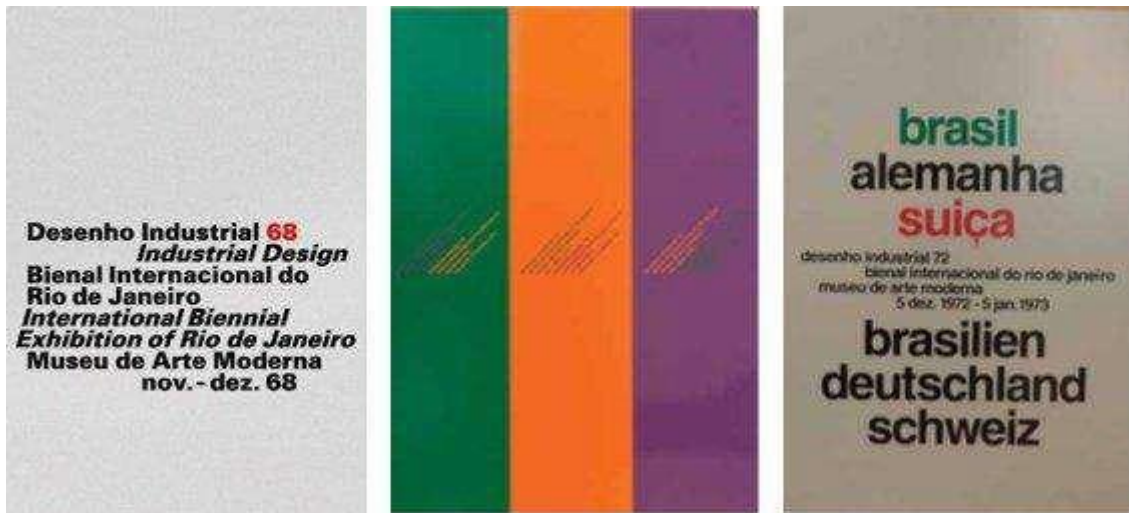 Desenho Industrial 68
Industrial Design
Bienal Internacional do
Rio de Janeiro
International Biennial
Exhibition of Rio de Janeiro
Museu de Arte Moderna
nov. - dez. 68
brasil
alemanha
suiça
desenho industrial 72
bienal internacional do rio de janeiro
museu de arte moderna
5 dez. 1972 - 5 jan. 1973
brasilien
deutschland
schweiz